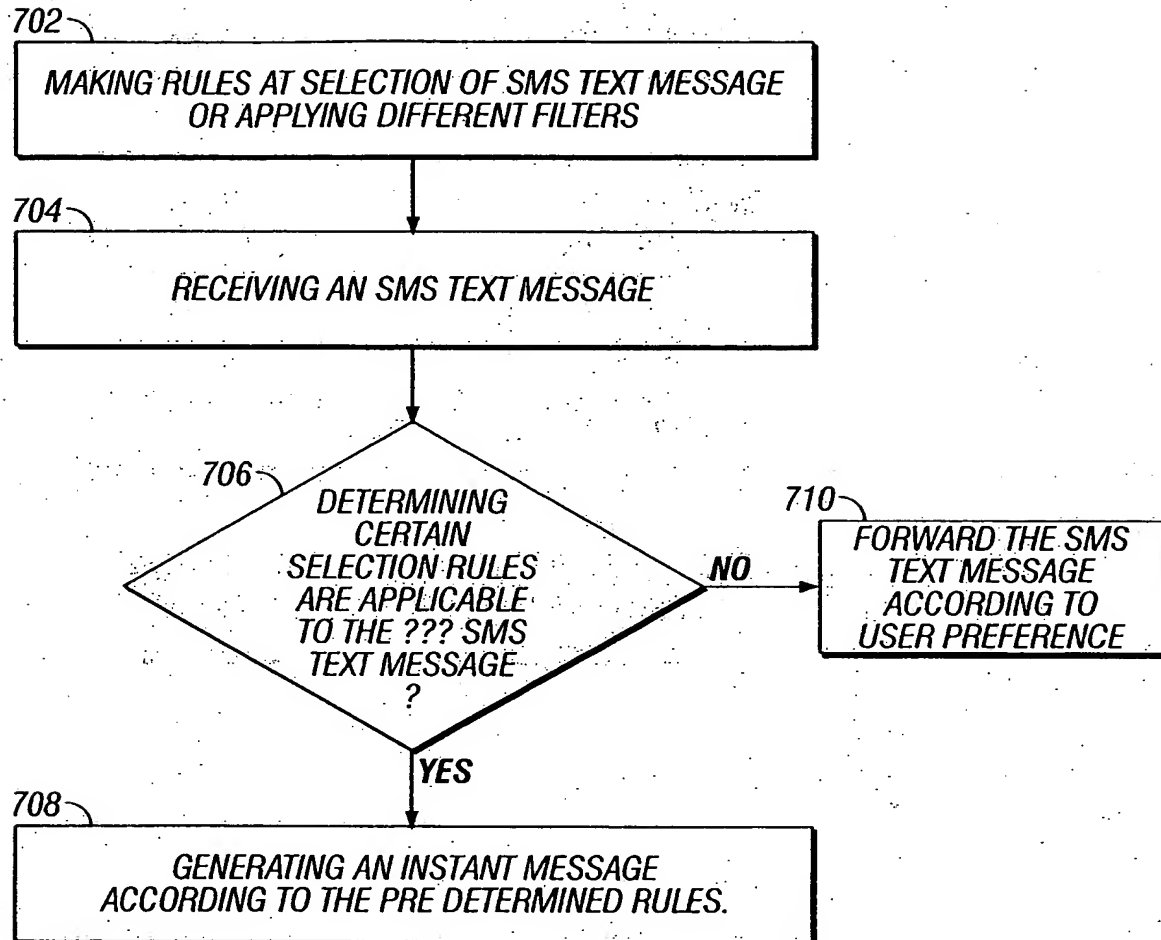 702
MAKING RULES AT SELECTION OF SMS TEXT MESSAGE
OR APPLYING DIFFERENT FILTERS
704
RECEIVING AN SMS TEXT MESSAGE
706
DETERMINING
CERTAIN
SELECTION RULES
ARE APPLICABLE
TO THE ??? SMS
TEXT MESSAGE
?
NO
710
FORWARD THE SMS
TEXT MESSAGE
ACCORDING TO
USER PREFERENCE
YES
708
GENERATING AN INSTANT MESSAGE
ACCORDING TO THE PRE DETERMINED RULES.